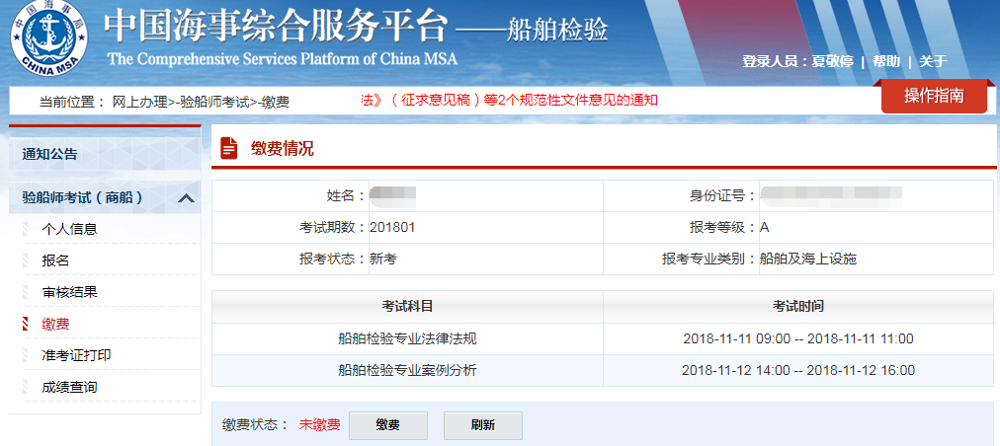 中国海事局
CHINA MSA
中国海事综合服务平台——船舶检验
The Comprehensive Services Platform of China MSA
登录人员：夏敬停 | 帮助 | 关于
当前位置： 网上办理>-验船师考试>-缴费
法》（征求意见稿）等2个规范性文件意见的通知
操作指南
通知公告
验船师考试（商船）
个人信息
报名
审核结果
缴费
准考证打印
成绩查询
缴费情况
姓名： 身份证号：
考试期数：201801 报考等级：A
报考状态：新考 报考专业类别：船舶及海上设施
考试科目 考试时间
船舶检验专业法律法规 2018-11-11 09:00 -- 2018-11-11 11:00
船舶检验专业案例分析 2018-11-12 14:00 -- 2018-11-12 16:00
缴费状态： 未缴费 缴费 刷新